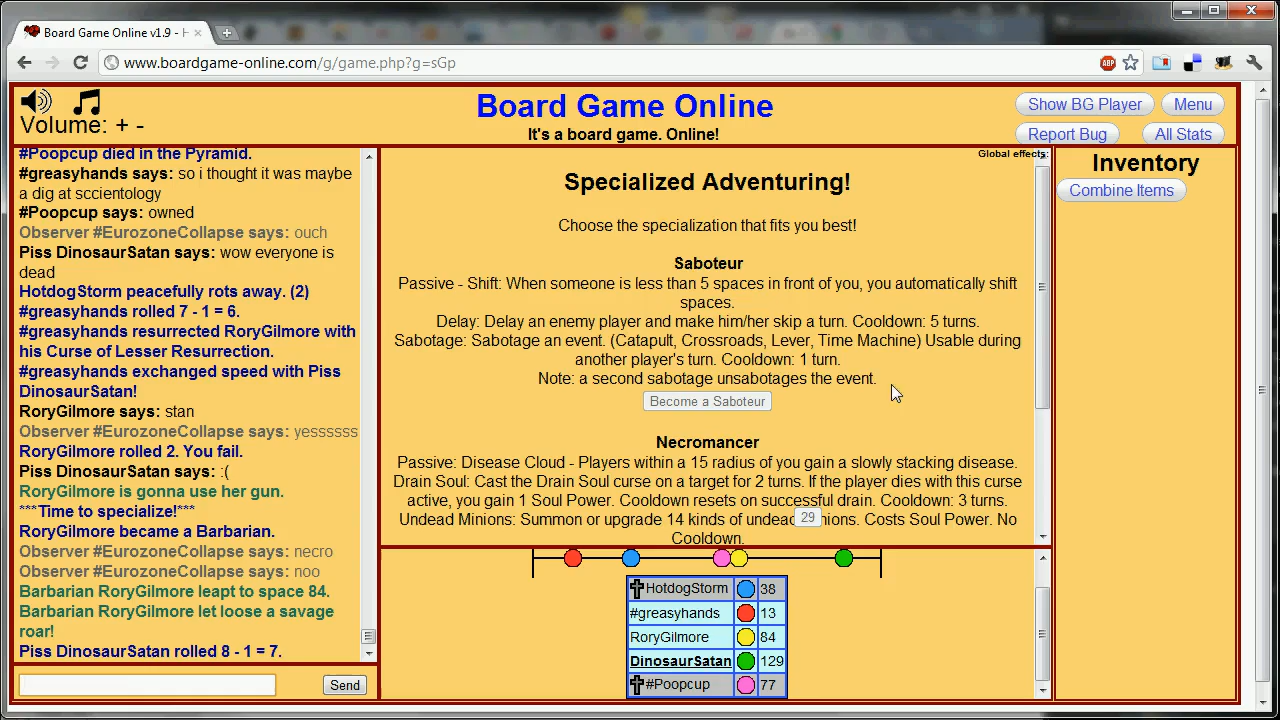 Board Game Online v1.9 - H
www.boardgame-online.com/g/game.php?g=sGp
ABP
Volume: + -
Board Game Online
It's a board game. Online!
Show BG Player
Menu
Report Bug
All Stats
#Poopcup died in the Pyramid.
#greasyhands says: so i thought it was maybe
a dig at sccientology
#Poopcup says: owned
Observer #EurozoneCollapse says: ouch
Piss DinosaurSatan says: wow everyone is
dead
HotdogStorm peacefully rots away. (2)
#greasyhands rolled 7 - 1 = 6.
#greasyhands resurrected RoryGilmore with
his Curse of Lesser Resurrection.
#greasyhands exchanged speed with Piss
DinosaurSatan!
RoryGilmore says: stan
Observer #EurozoneCollapse says: yessssss
RoryGilmore rolled 2. You fail.
Piss DinosaurSatan says: :(
RoryGilmore is gonna use her gun.
***Time to specialize!***
RoryGilmore became a Barbarian.
Observer #EurozoneCollapse says: necro
Observer #EurozoneCollapse says: noo
Barbarian RoryGilmore leapt to space 84.
Barbarian RoryGilmore let loose a savage
roar!
Piss DinosaurSatan rolled 8 - 1 = 7.
Send
Global effects:
Specialized Adventuring!
Choose the specialization that fits you best!
Saboteur
Passive - Shift: When someone is less than 5 spaces in front of you, you automatically shift
spaces.
Delay: Delay an enemy player and make him/her skip a turn. Cooldown: 5 turns.
Sabotage: Sabotage an event. (Catapult, Crossroads, Lever, Time Machine) Usable during
another player's turn. Cooldown: 1 turn.
Note: a second sabotage unsabotages the event.
Become a Saboteur
Necromancer
Passive: Disease Cloud - Players within a 15 radius of you gain a slowly stacking disease.
Drain Soul: Cast the Drain Soul curse on a target for 2 turns. If the player dies with this curse
active, you gain 1 Soul Power. Cooldown resets on successful drain. Cooldown: 3 turns.
Undead Minions: Summon or upgrade 14 kinds of undead 29 nions. Costs Soul Power. No
Cooldown.
HotdogStorm 38
#greasyhands 13
RoryGilmore 84
DinosaurSatan 129
#Poopcup 77
Inventory
Combine Items